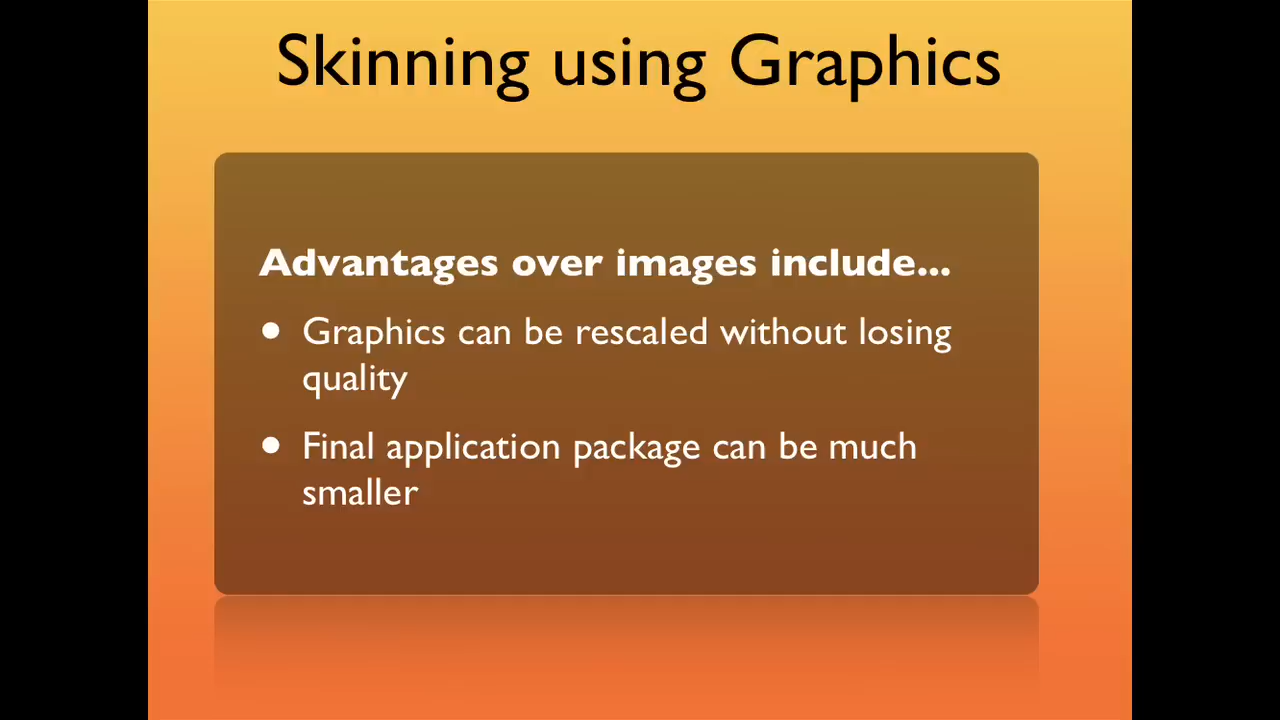 Skinning using Graphics
Advantages over images include...
• Graphics can be rescaled without losing
quality
• Final application package can be much
smaller